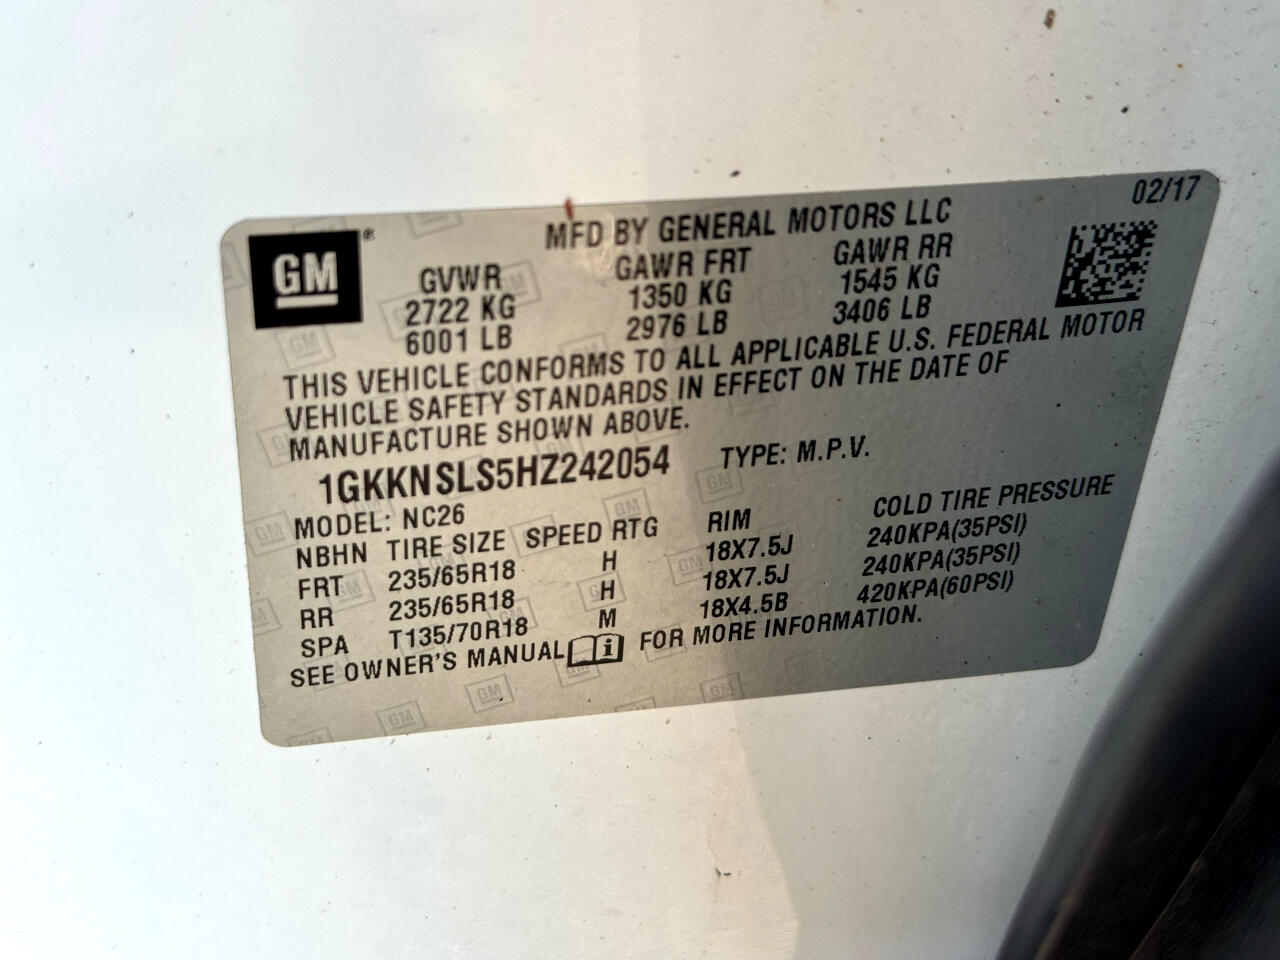 02/17
MFD BY GENERAL MOTORS LLC
GM ®
GVWR GAWR FRT GAWR RR
2722 KG 1350 KG 1545 KG
6001 LB 2976 LB 3406 LB
THIS VEHICLE CONFORMS TO ALL APPLICABLE U.S. FEDERAL MOTOR
VEHICLE SAFETY STANDARDS IN EFFECT ON THE DATE OF
MANUFACTURE SHOWN ABOVE.
1GKKNSLS5HZ242054 TYPE: M.P.V.
MODEL: NC26
NBHN TIRE SIZE SPEED RTG RIM COLD TIRE PRESSURE
FRT 235/65R18 H 18X7.5J 240KPA(35PSI)
RR 235/65R18 H 18X7.5J 240KPA(35PSI)
SPA T135/70R18 M 18X4.5B 420KPA(60PSI)
SEE OWNER'S MANUAL FOR MORE INFORMATION.